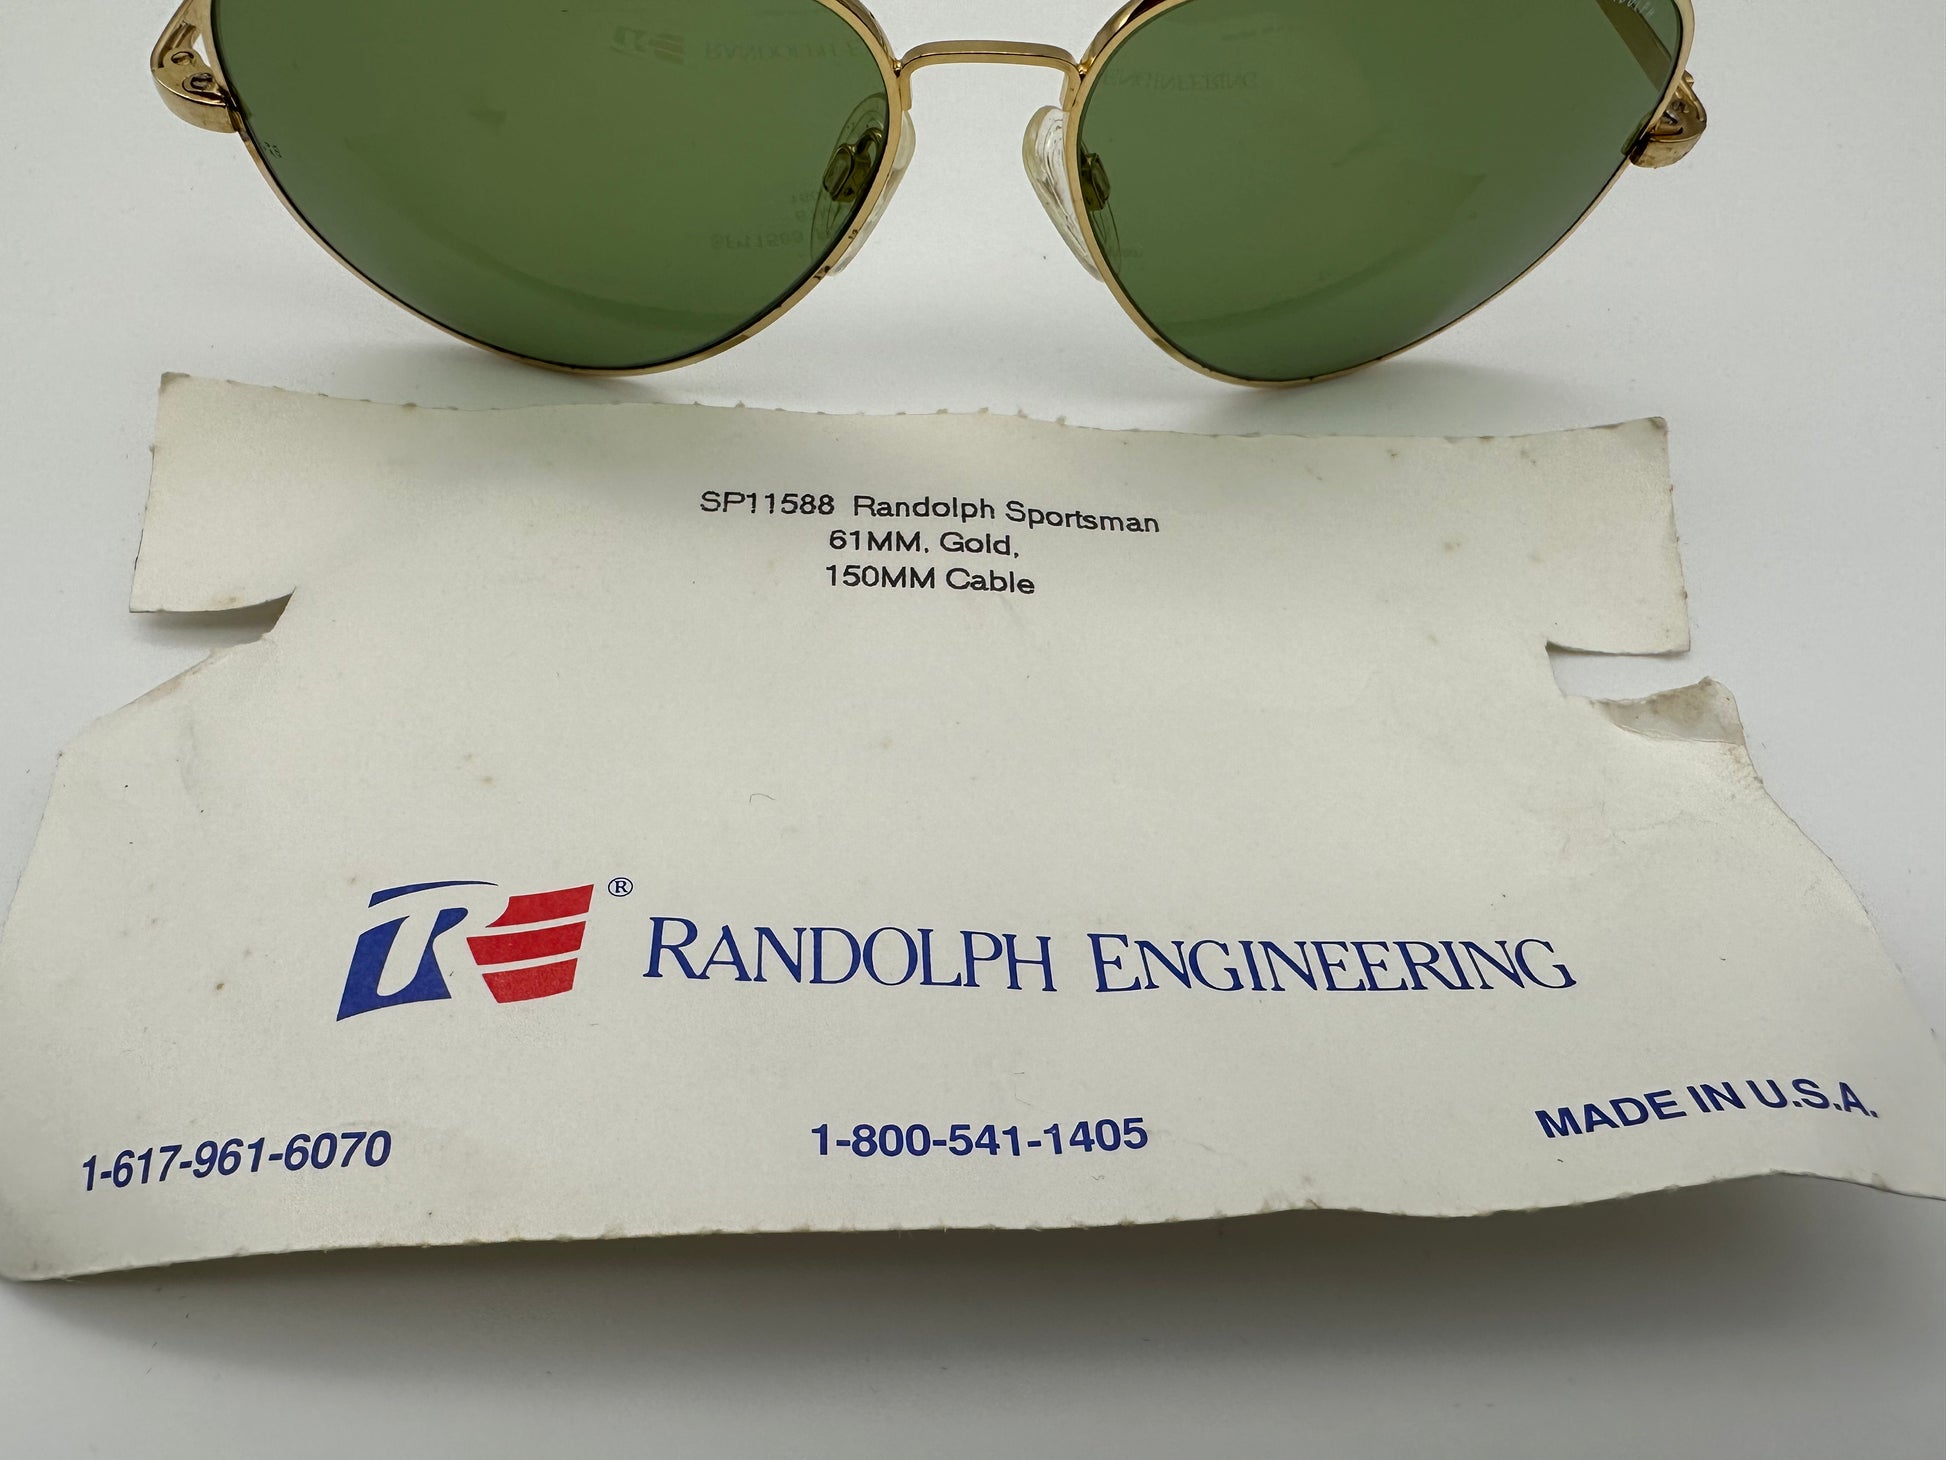 SP11588 Randolph Sportsman
61MM, Gold,
150MM Cable
® RANDOLPH ENGINEERING
1-617-961-6070
1-800-541-1405
MADE IN U.S.A.